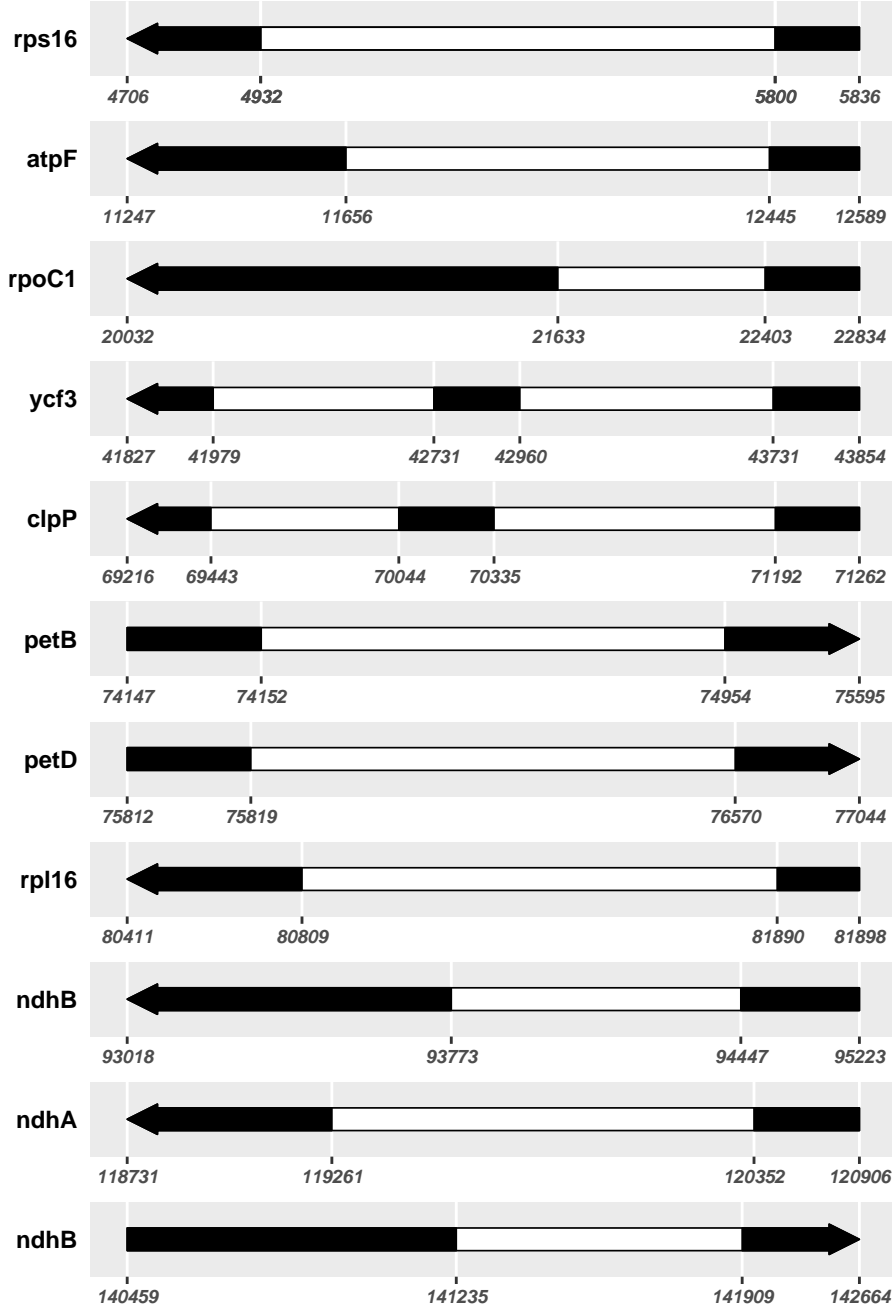 rps16
4706 4932 5800 5836
atpF
11247 11656 12445 12589
rpoC1
20032 21633 22403 22834
ycf3
41827 41979 42731 42960 43731 43854
clpP
69216 69443 70044 70335 71192 71262
petB
74147 74152 74954 75595
petD
75812 75819 76570 77044
rpl16
80411 80809 81890 81898
ndhB
93018 93773 94447 95223
ndhA
118731 119261 120352 120906
ndhB
140459 141235 141909 142664